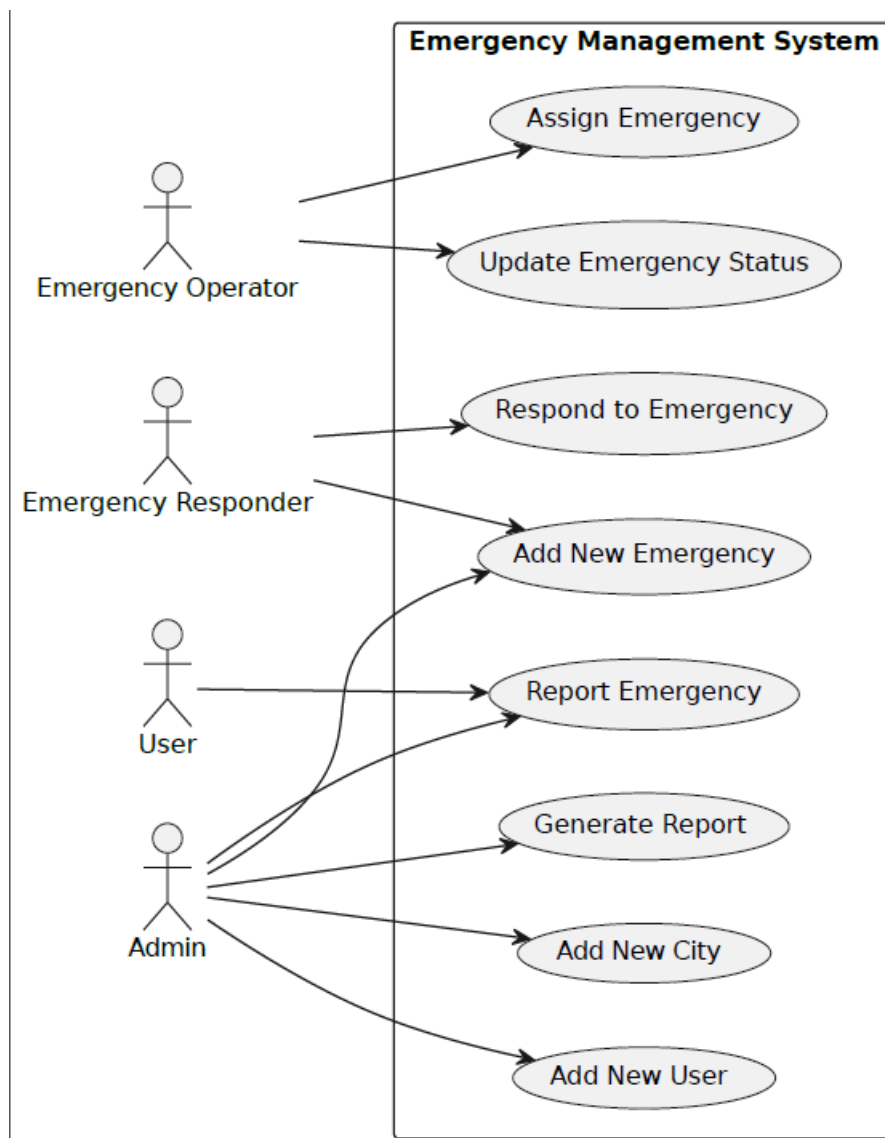 Emergency Management System
Assign Emergency
Update Emergency Status
Emergency Operator
Respond to Emergency
Emergency Responder
Add New Emergency
Report Emergency
User
Generate Report
Admin
Add New City
Add New User